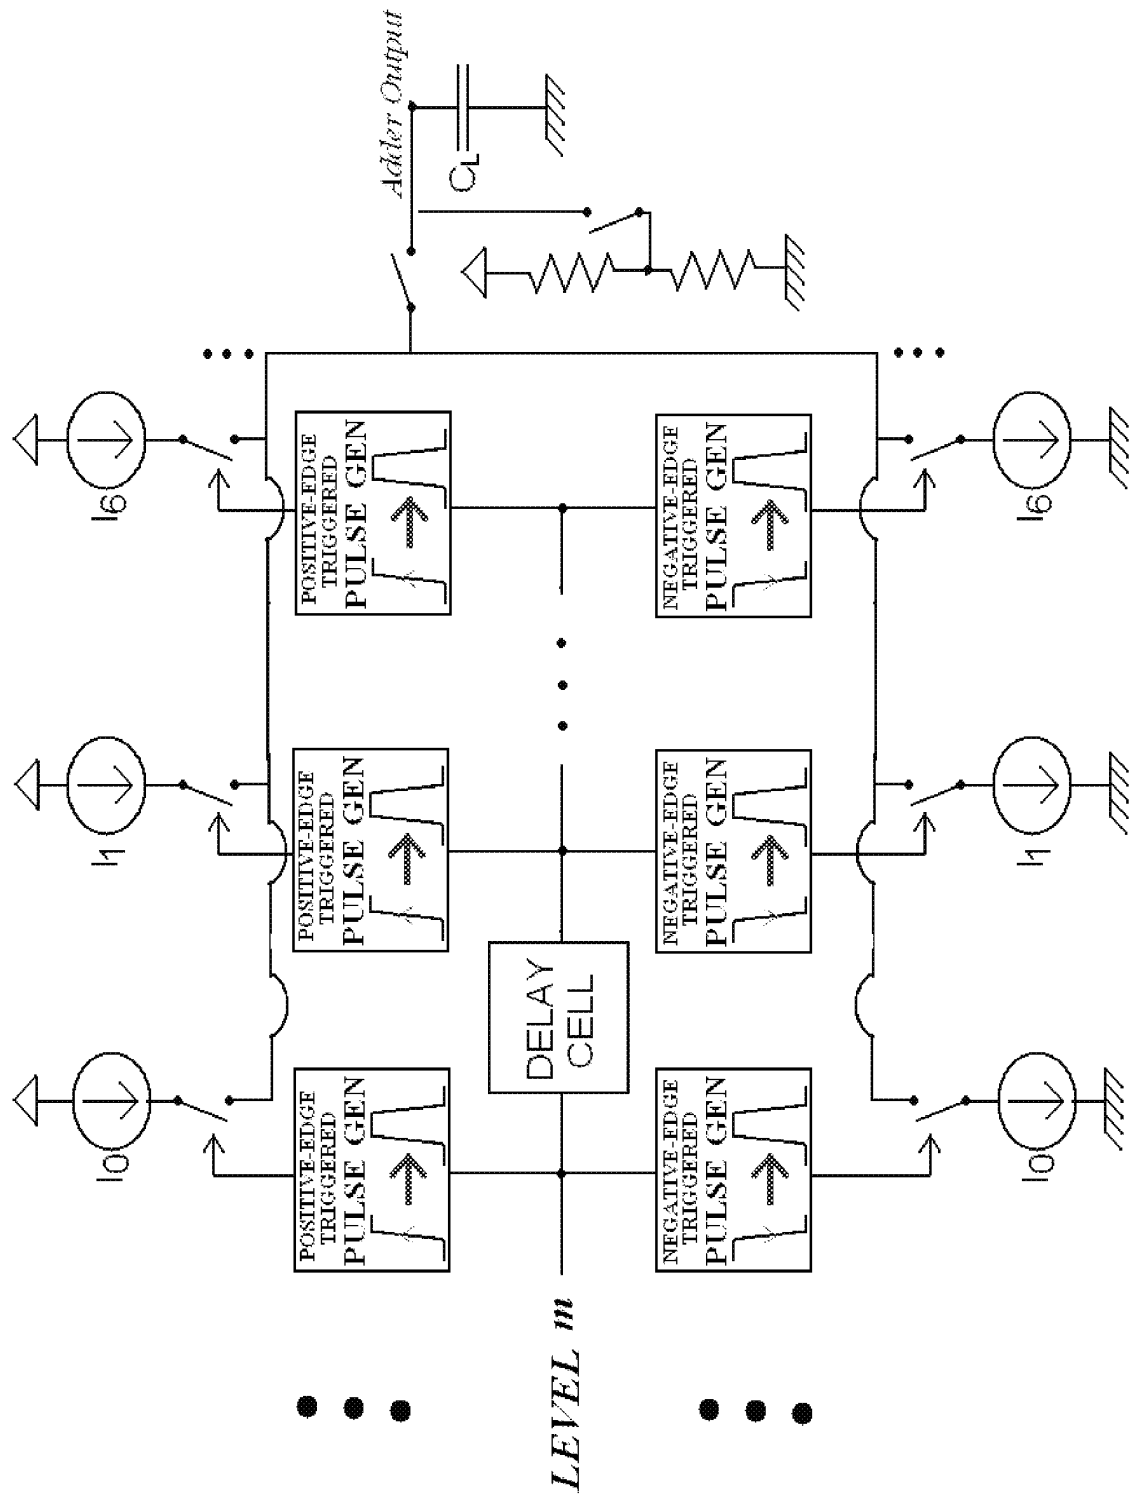 I0
I1
I6
POSITIVE-EDGE
TRIGGERED
PULSE GEN
POSITIVE-EDGE
TRIGGERED
PULSE GEN
POSITIVE-EDGE
TRIGGERED
PULSE GEN
Adder Output
CL
LEVEL m
DELAY
CELL
NEGATIVE-EDGE
TRIGGERED
PULSE GEN
NEGATIVE-EDGE
TRIGGERED
PULSE GEN
NEGATIVE-EDGE
TRIGGERED
PULSE GEN
I0
I1
I6